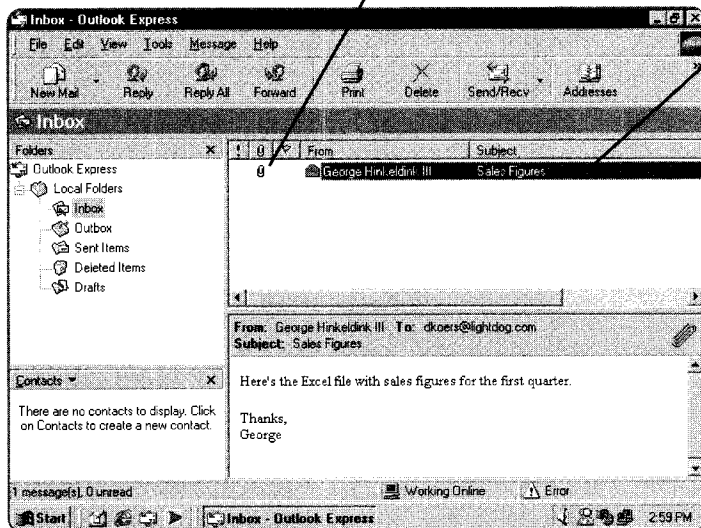 Inbox - Outlook Express
File Edit View Tools Message Help
New Mail Reply Reply All Forward Print Delete Send/Recv Addresses »
Inbox
Folders
Outlook Express
Local Folders
Inbox
Outbox
Sent Items
Deleted Items
Drafts
! From Subject
George Hinkeldink III Sales Figures
From: George Hinkeldink III To: dkoers@lightdog.com
Subject: Sales Figures
Here's the Excel file with sales figures for the first quarter.
Thanks,
George
Contacts
There are no contacts to display. Click
on Contacts to create a new contact.
1 message(s), 0 unread Working Online Error
Start Inbox - Outlook Express 2:59 PM